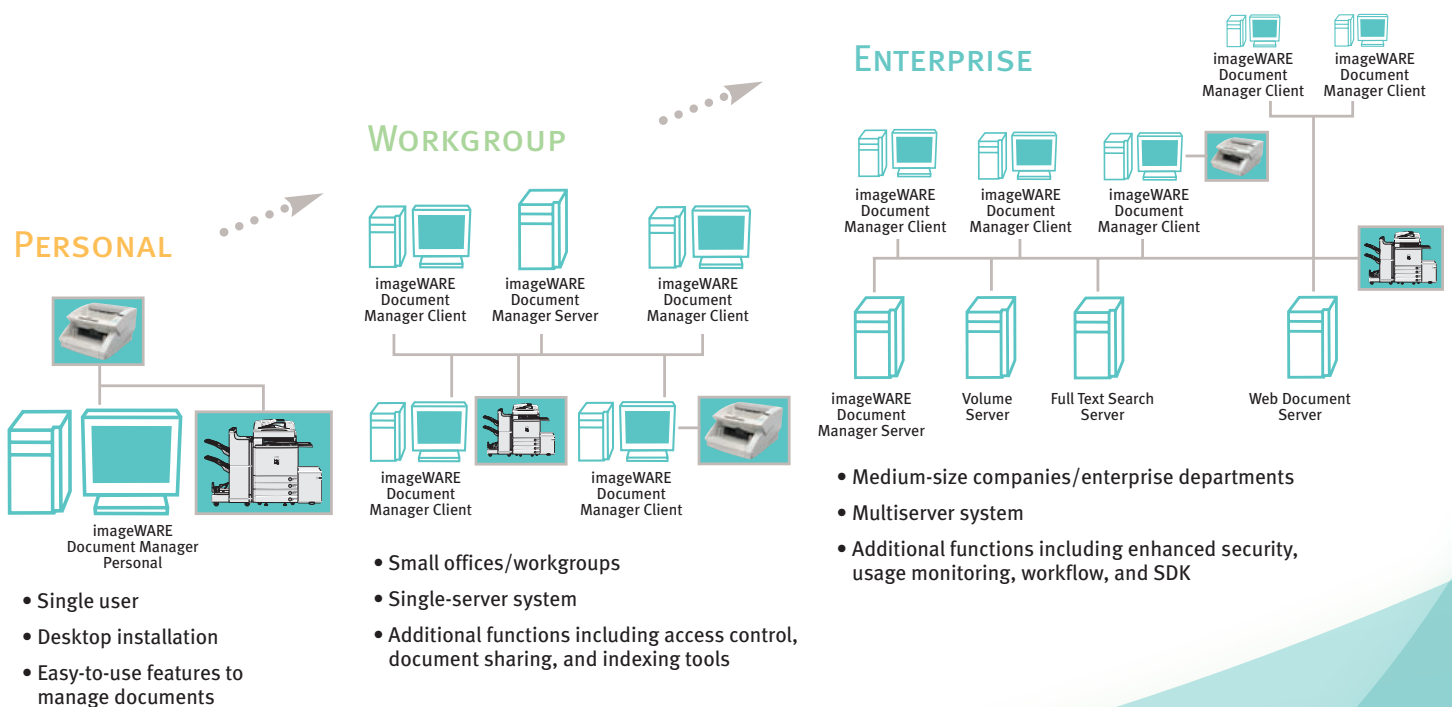 PERSONAL
imageWARE
Document Manager
Personal
• Single user
• Desktop installation
• Easy-to-use features to
manage documents
WORKGROUP
imageWARE
Document
Manager Client
imageWARE
Document
Manager Server
imageWARE
Document
Manager Client
imageWARE
Document
Manager Client
imageWARE
Document
Manager Client
• Small offices/workgroups
• Single-server system
• Additional functions including access control,
document sharing, and indexing tools
ENTERPRISE
imageWARE
Document
Manager Client
imageWARE
Document
Manager Client
imageWARE
Document
Manager Client
imageWARE
Document
Manager Client
imageWARE
Document
Manager Client
imageWARE
Document
Manager Server
Volume
Server
Full Text Search
Server
Web Document
Server
• Medium-size companies/enterprise departments
• Multiserver system
• Additional functions including enhanced security,
usage monitoring, workflow, and SDK